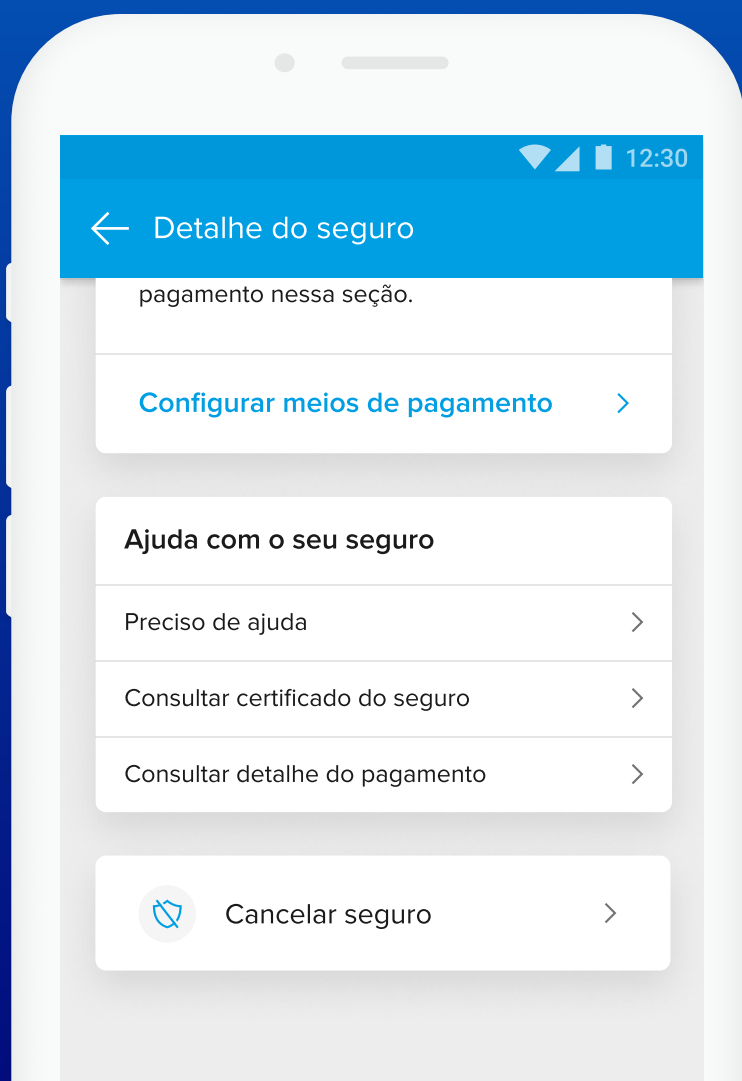 12:30
Detalhe do seguro
pagamento nessa seção.
Configurar meios de pagamento
Ajuda com o seu seguro
Preciso de ajuda
Consultar certificado do seguro
Consultar detalhe do pagamento
Cancelar seguro